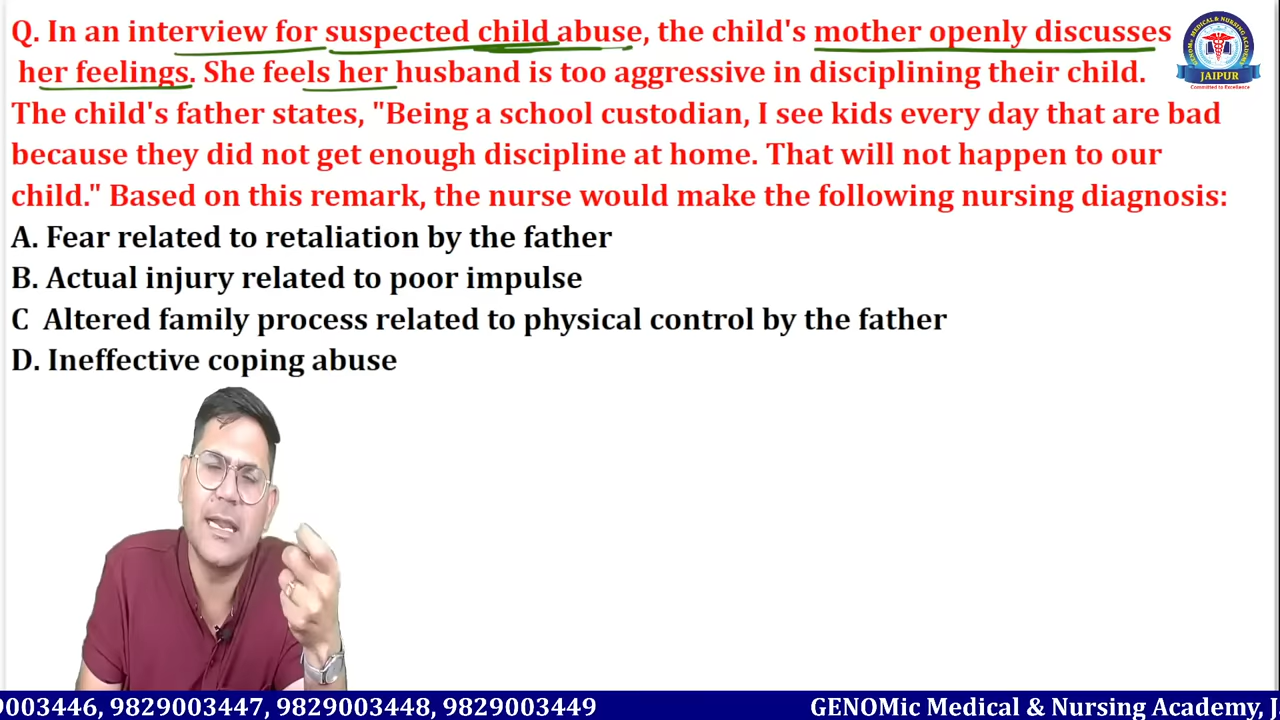 Q. In an interview for suspected child abuse, the child's mother openly discusses
her feelings. She feels her husband is too aggressive in disciplining their child.
The child's father states, "Being a school custodian, I see kids every day that are bad
because they did not get enough discipline at home. That will not happen to our
child." Based on this remark, the nurse would make the following nursing diagnosis:
A. Fear related to retaliation by the father
B. Actual injury related to poor impulse
C  Altered family process related to physical control by the father
D. Ineffective coping abuse
JAIPUR
Committed to Excellence
9003446, 9829003447, 9829003448, 9829003449
GENOMic Medical & Nursing Academy, J